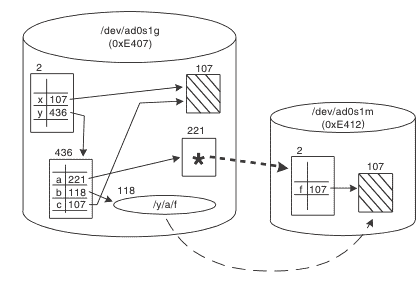 /dev/ad0s1g
(0xE407)
2
x 107
y 436
107
436
a 221
b 118
c 107
221
*
118
/y/a/f
/dev/ad0s1m
(0xE412)
2
f 107
107